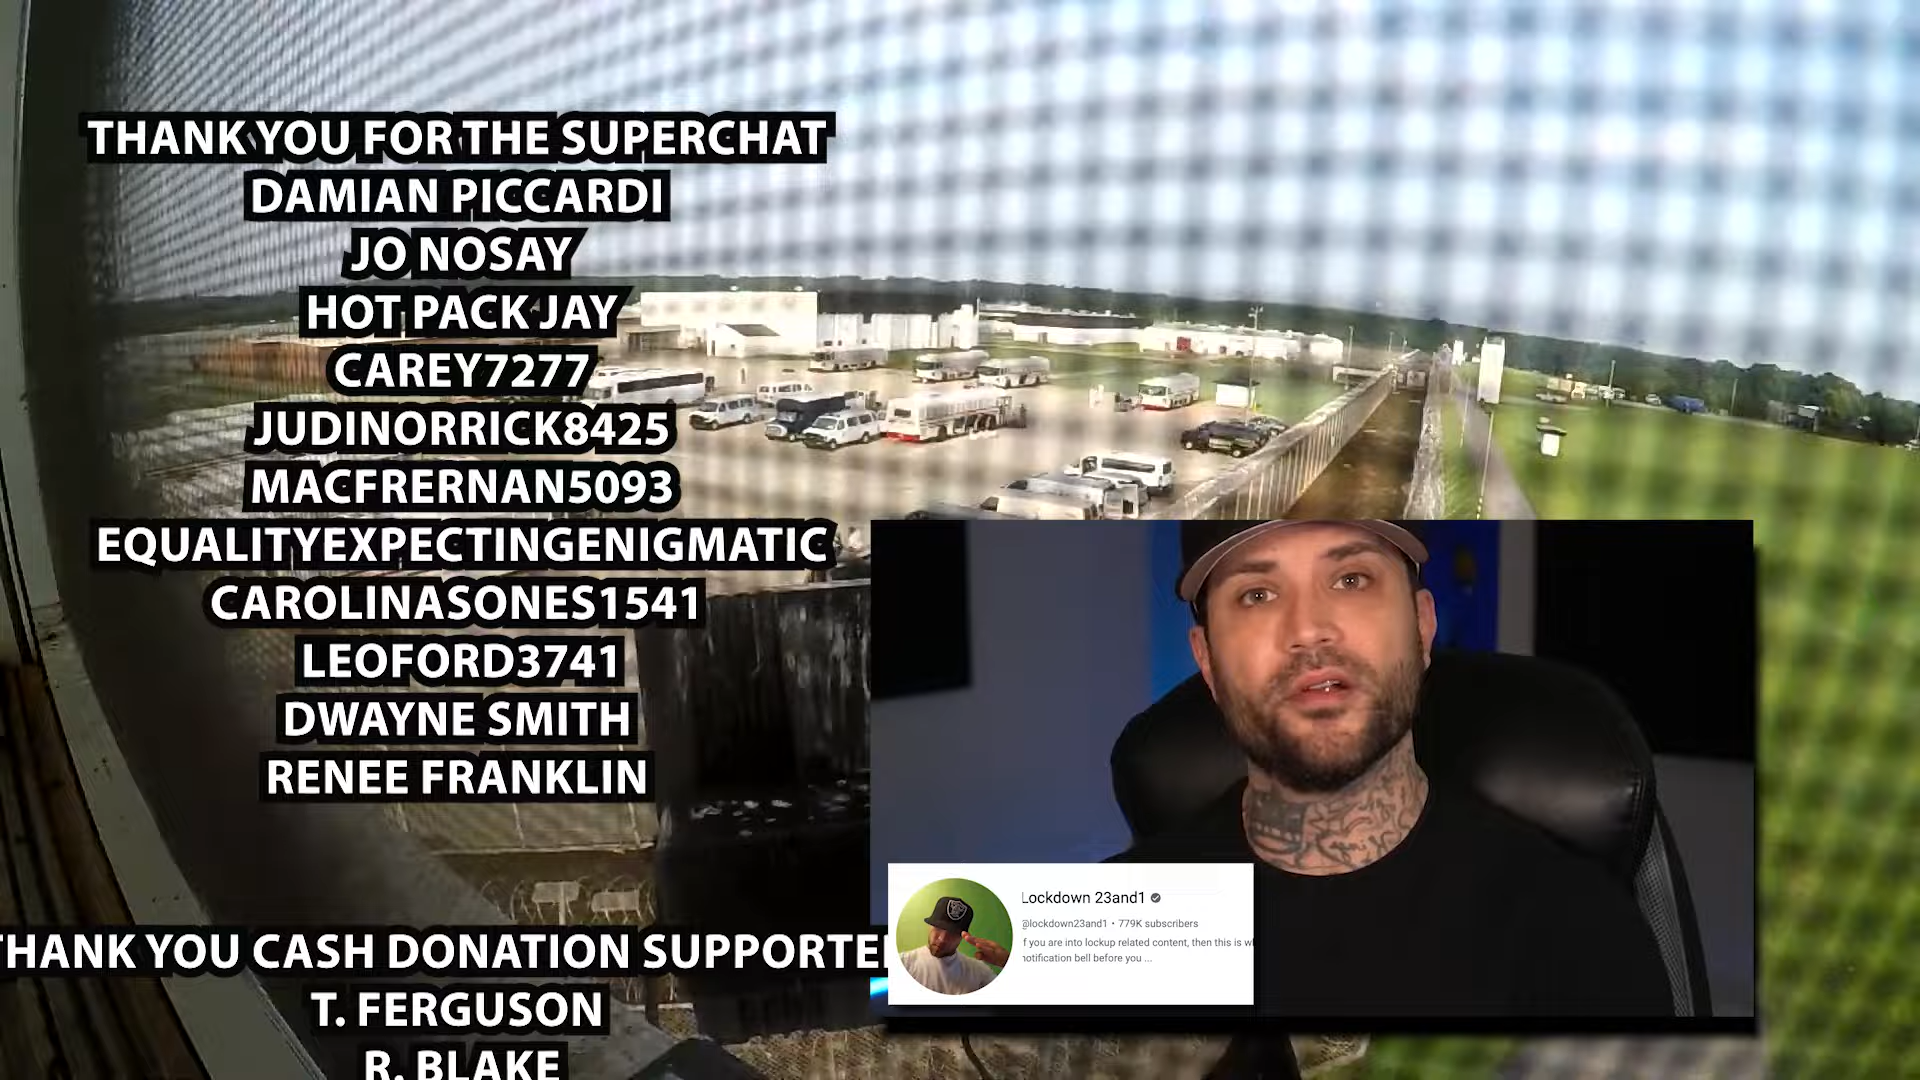 THANK YOU FOR THE SUPERCHAT
DAMIAN PICCARDI
JO NOSAY
HOT PACK JAY
CAREY7277
JUDINORRICK8425
MACFRERNAN5093
EQUALITYEXPECTINGENIGMATIC
CAROLINASONES1541
LEOFORD3741
DWAYNE SMITH
RENEE FRANKLIN
THANK YOU CASH DONATION SUPPORTE
T. FERGUSON
R. BLAKE
Lockdown 23and1
@lockdown23and1 • 779K subscribers
f you are into lockup related content, then this is w
notification bell before you ...